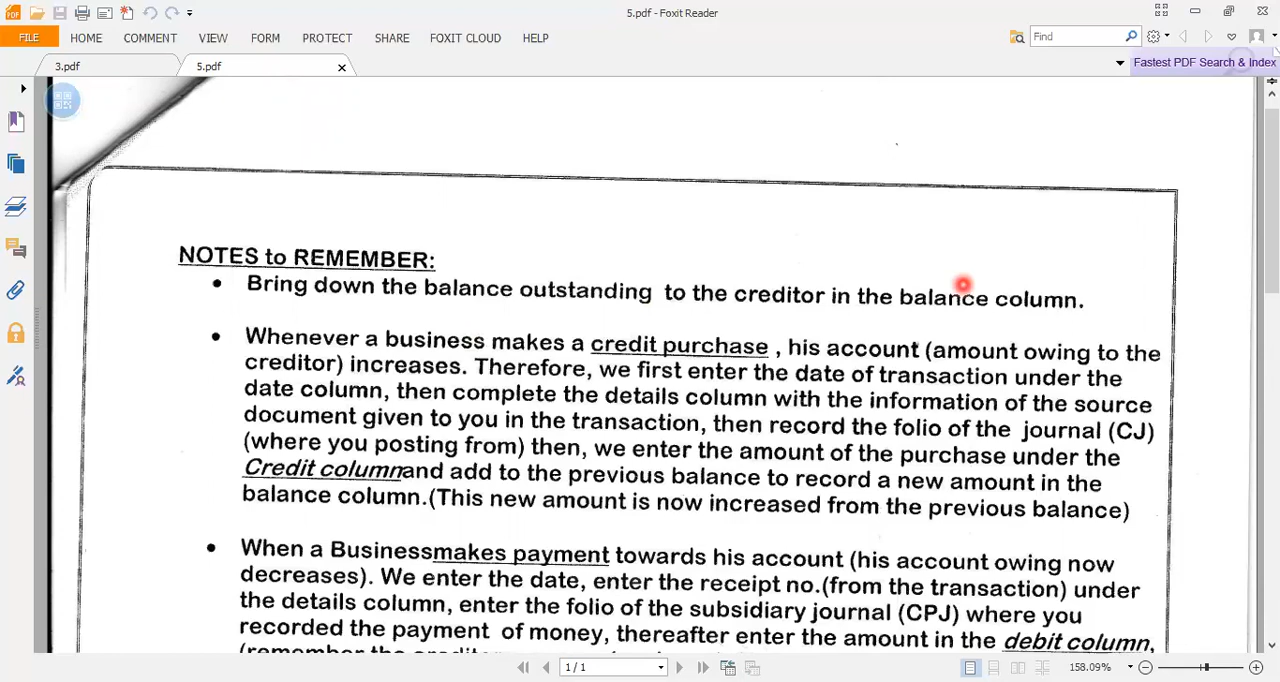 5.pdf - Foxit Reader
FILE HOME COMMENT VIEW FORM PROTECT SHARE FOXIT CLOUD HELP Find
3.pdf 5.pdf Fastest PDF Search & Index
NOTES to REMEMBER:
• Bring down the balance outstanding to the creditor in the balance column.
• Whenever a business makes a credit purchase , his account (amount owing to the
creditor) increases. Therefore, we first enter the date of transaction under the
date column, then complete the details column with the information of the source
document given to you in the transaction, then record the folio of the journal (CJ)
(where you posting from) then, we enter the amount of the purchase under the
Credit columnand add to the previous balance to record a new amount in the
balance column.(This new amount is now increased from the previous balance)
• When a Businessmakes payment towards his account (his account owing now
decreases). We enter the date, enter the receipt no.(from the transaction) under
the details column, enter the folio of the subsidiary journal (CPJ) where you
recorded the payment of money, thereafter enter the amount in the debit column,
1 / 1 158.09%